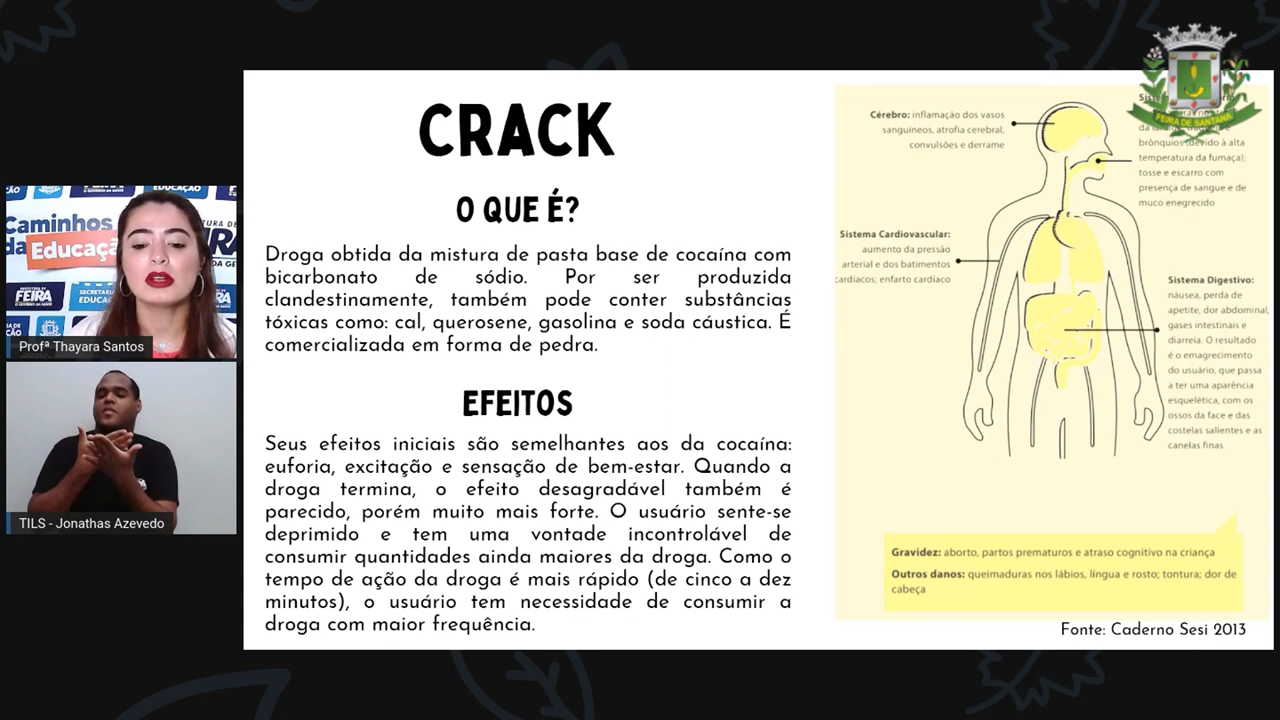 CRACK
O QUE É?
Droga obtida da mistura de pasta base de cocaína com
bicarbonato de sódio. Por ser produzida
clandestinamente, também pode conter substâncias
tóxicas como: cal, querosene, gasolina e soda cáustica. É
comercializada em forma de pedra.
EFEITOS
Seus efeitos iniciais são semelhantes aos da cocaína:
euforia, excitação e sensação de bem-estar. Quando a
droga termina, o efeito desagradável também é
parecido, porém muito mais forte. O usuário sente-se
deprimido e tem uma vontade incontrolável de
consumir quantidades ainda maiores da droga. Como o
tempo de ação da droga é mais rápido (de cinco a dez
minutos), o usuário tem necessidade de consumir a
droga com maior frequência.
Cérebro: inflamação dos vasos
sanguíneos, atrofia cerebral,
convulsões e derrame
Sistema Cardiovascular:
aumento da pressão
arterial e dos batimentos
cardíacos; enfarto cardíaco
brônquios (devido à alta
temperatura da fumaça);
tosse e escarro com
presença de sangue e de
muco enegrecido
Sistema Digestivo:
náusea, perda de
apetite, dor abdominal,
gases intestinais e
diarreia. O resultado
é o emagrecimento
do usuário, que passa
a ter uma aparência
esquelética, com os
ossos da face e das
costelas salientes e as
canelas finas
Gravidez: aborto, partos prematuros e atraso cognitivo na criança
Outros danos: queimaduras nos lábios, língua e rosto; tontura; dor de
cabeça
Fonte: Caderno Sesi 2013
FEIRA DE SANTANA
Caminhos
da Educaçã
Profª Thayara Santos
TILS - Jonathas Azevedo